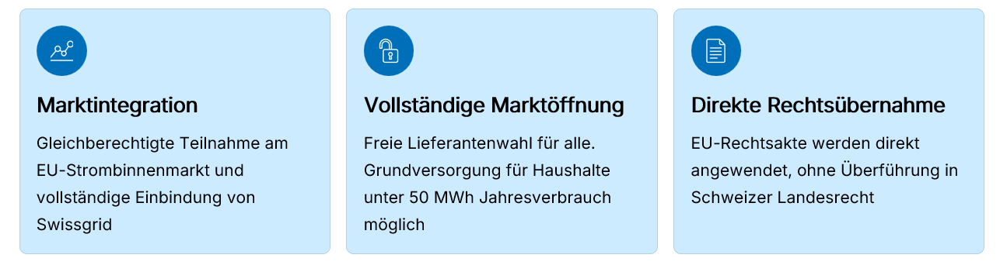 Marktintegration
Gleichberechtigte Teilnahme am
EU-Strombinnenmarkt und
vollständige Einbindung von
Swissgrid
Vollständige Marktöffnung
Freie Lieferantenwahl für alle.
Grundversorgung für Haushalte
unter 50 MWh Jahresverbrauch
möglich
Direkte Rechtsübernahme
EU-Rechtsakte werden direkt
angewendet, ohne Überführung in
Schweizer Landesrecht